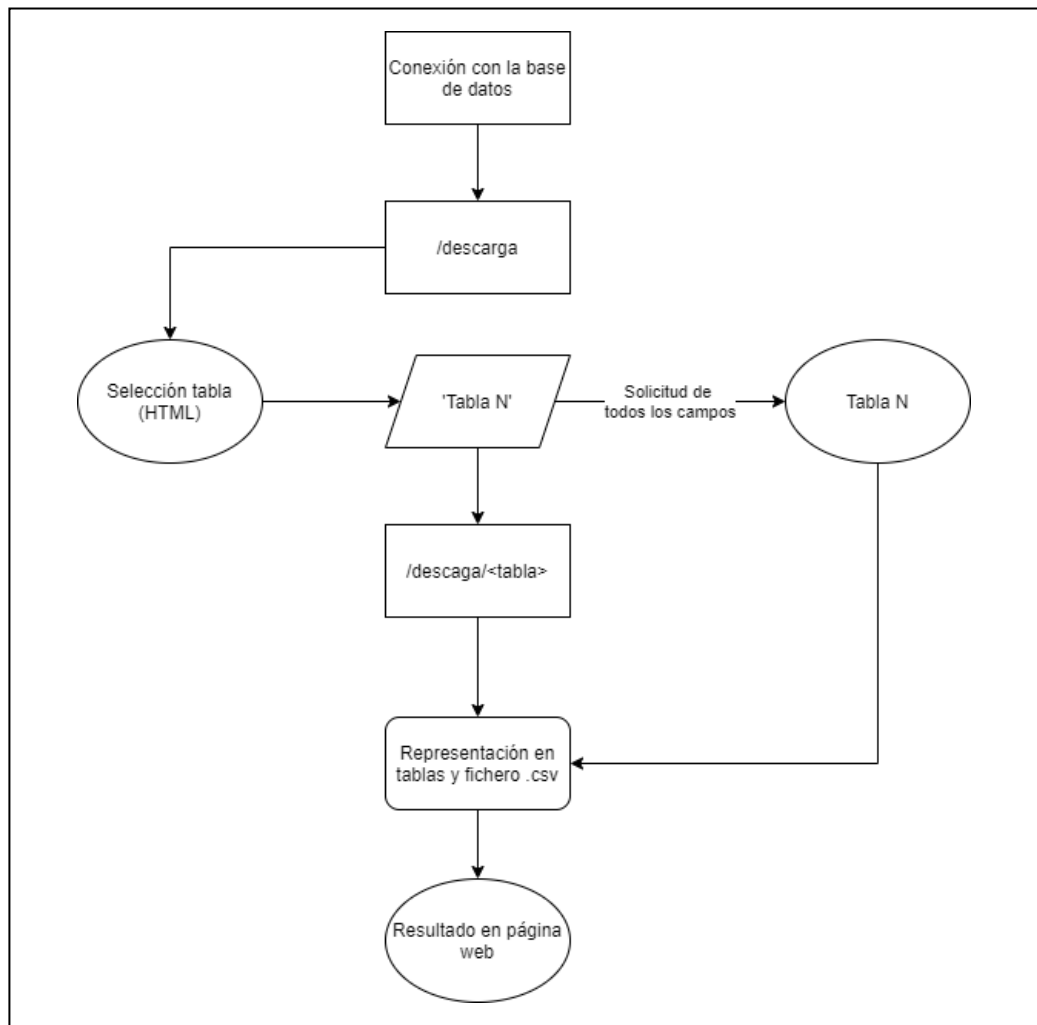 Conexión con la base
de datos
/descarga
Selección tabla
(HTML)
'Tabla N'
Solicitud de
todos los campos
Tabla N
/descaga/<tabla>
Representación en
tablas y fichero .csv
Resultado en página
web